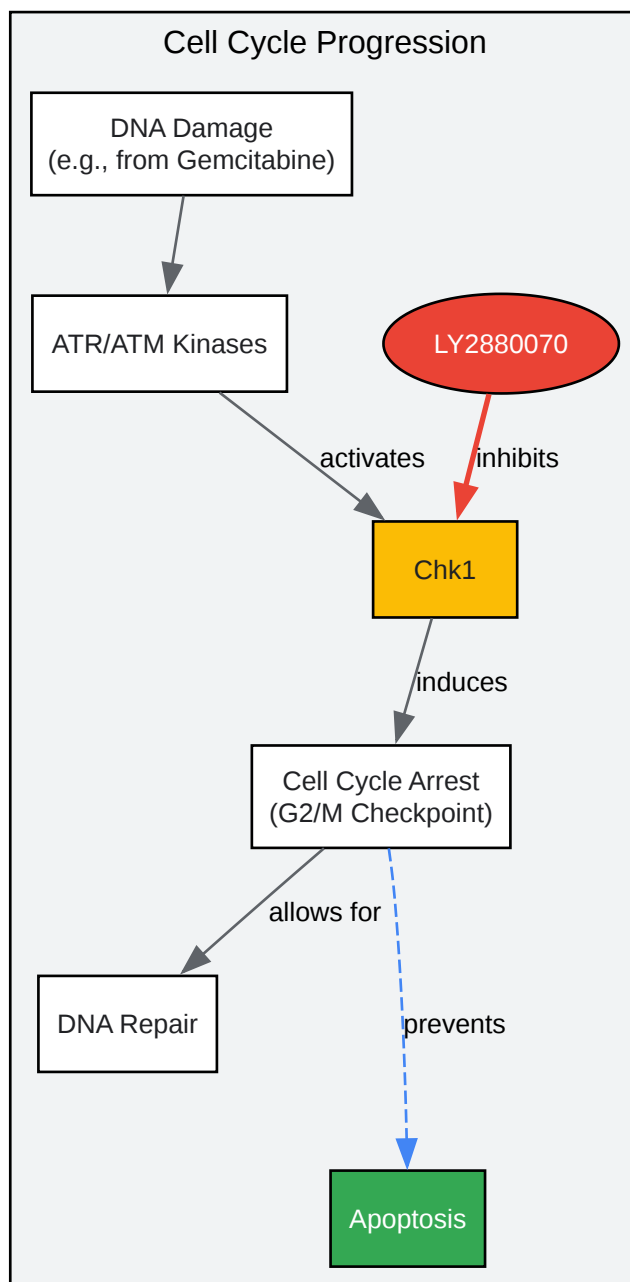 Cell Cycle Progression
DNA Damage
(e.g., from Gemcitabine)
ATR/ATM Kinases
LY2880070
activates
inhibits
Chk1
induces
Cell Cycle Arrest
(G2/M Checkpoint)
allows for
DNA Repair
prevents
Apoptosis